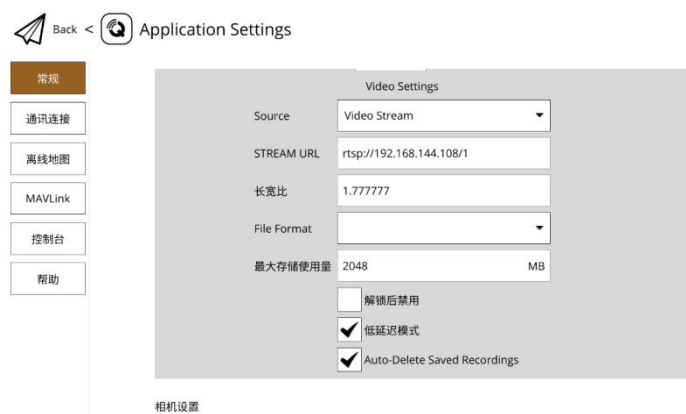 Back < Application Settings
常规
通讯连接
离线地图
MAVLink
控制台
帮助
Video Settings
Source Video Stream
STREAM URL rtsp://192.168.144.108/1
长宽比 1.777777
File Format
最大存储使用量 2048 MB
解锁后禁用
低延迟模式
Auto-Delete Saved Recordings
相机设置